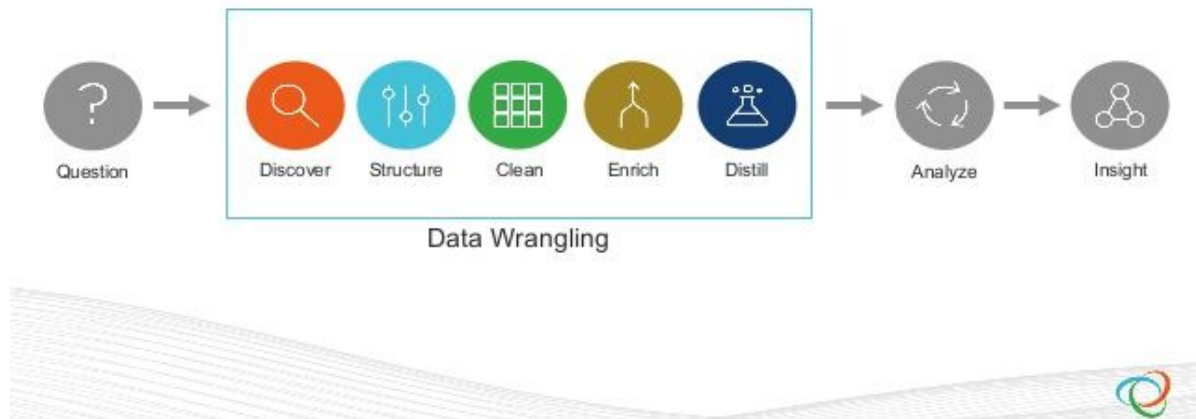 ?
Question
Discover
Structure
Clean
Enrich
Distill
Analyze
Insight
Data Wrangling